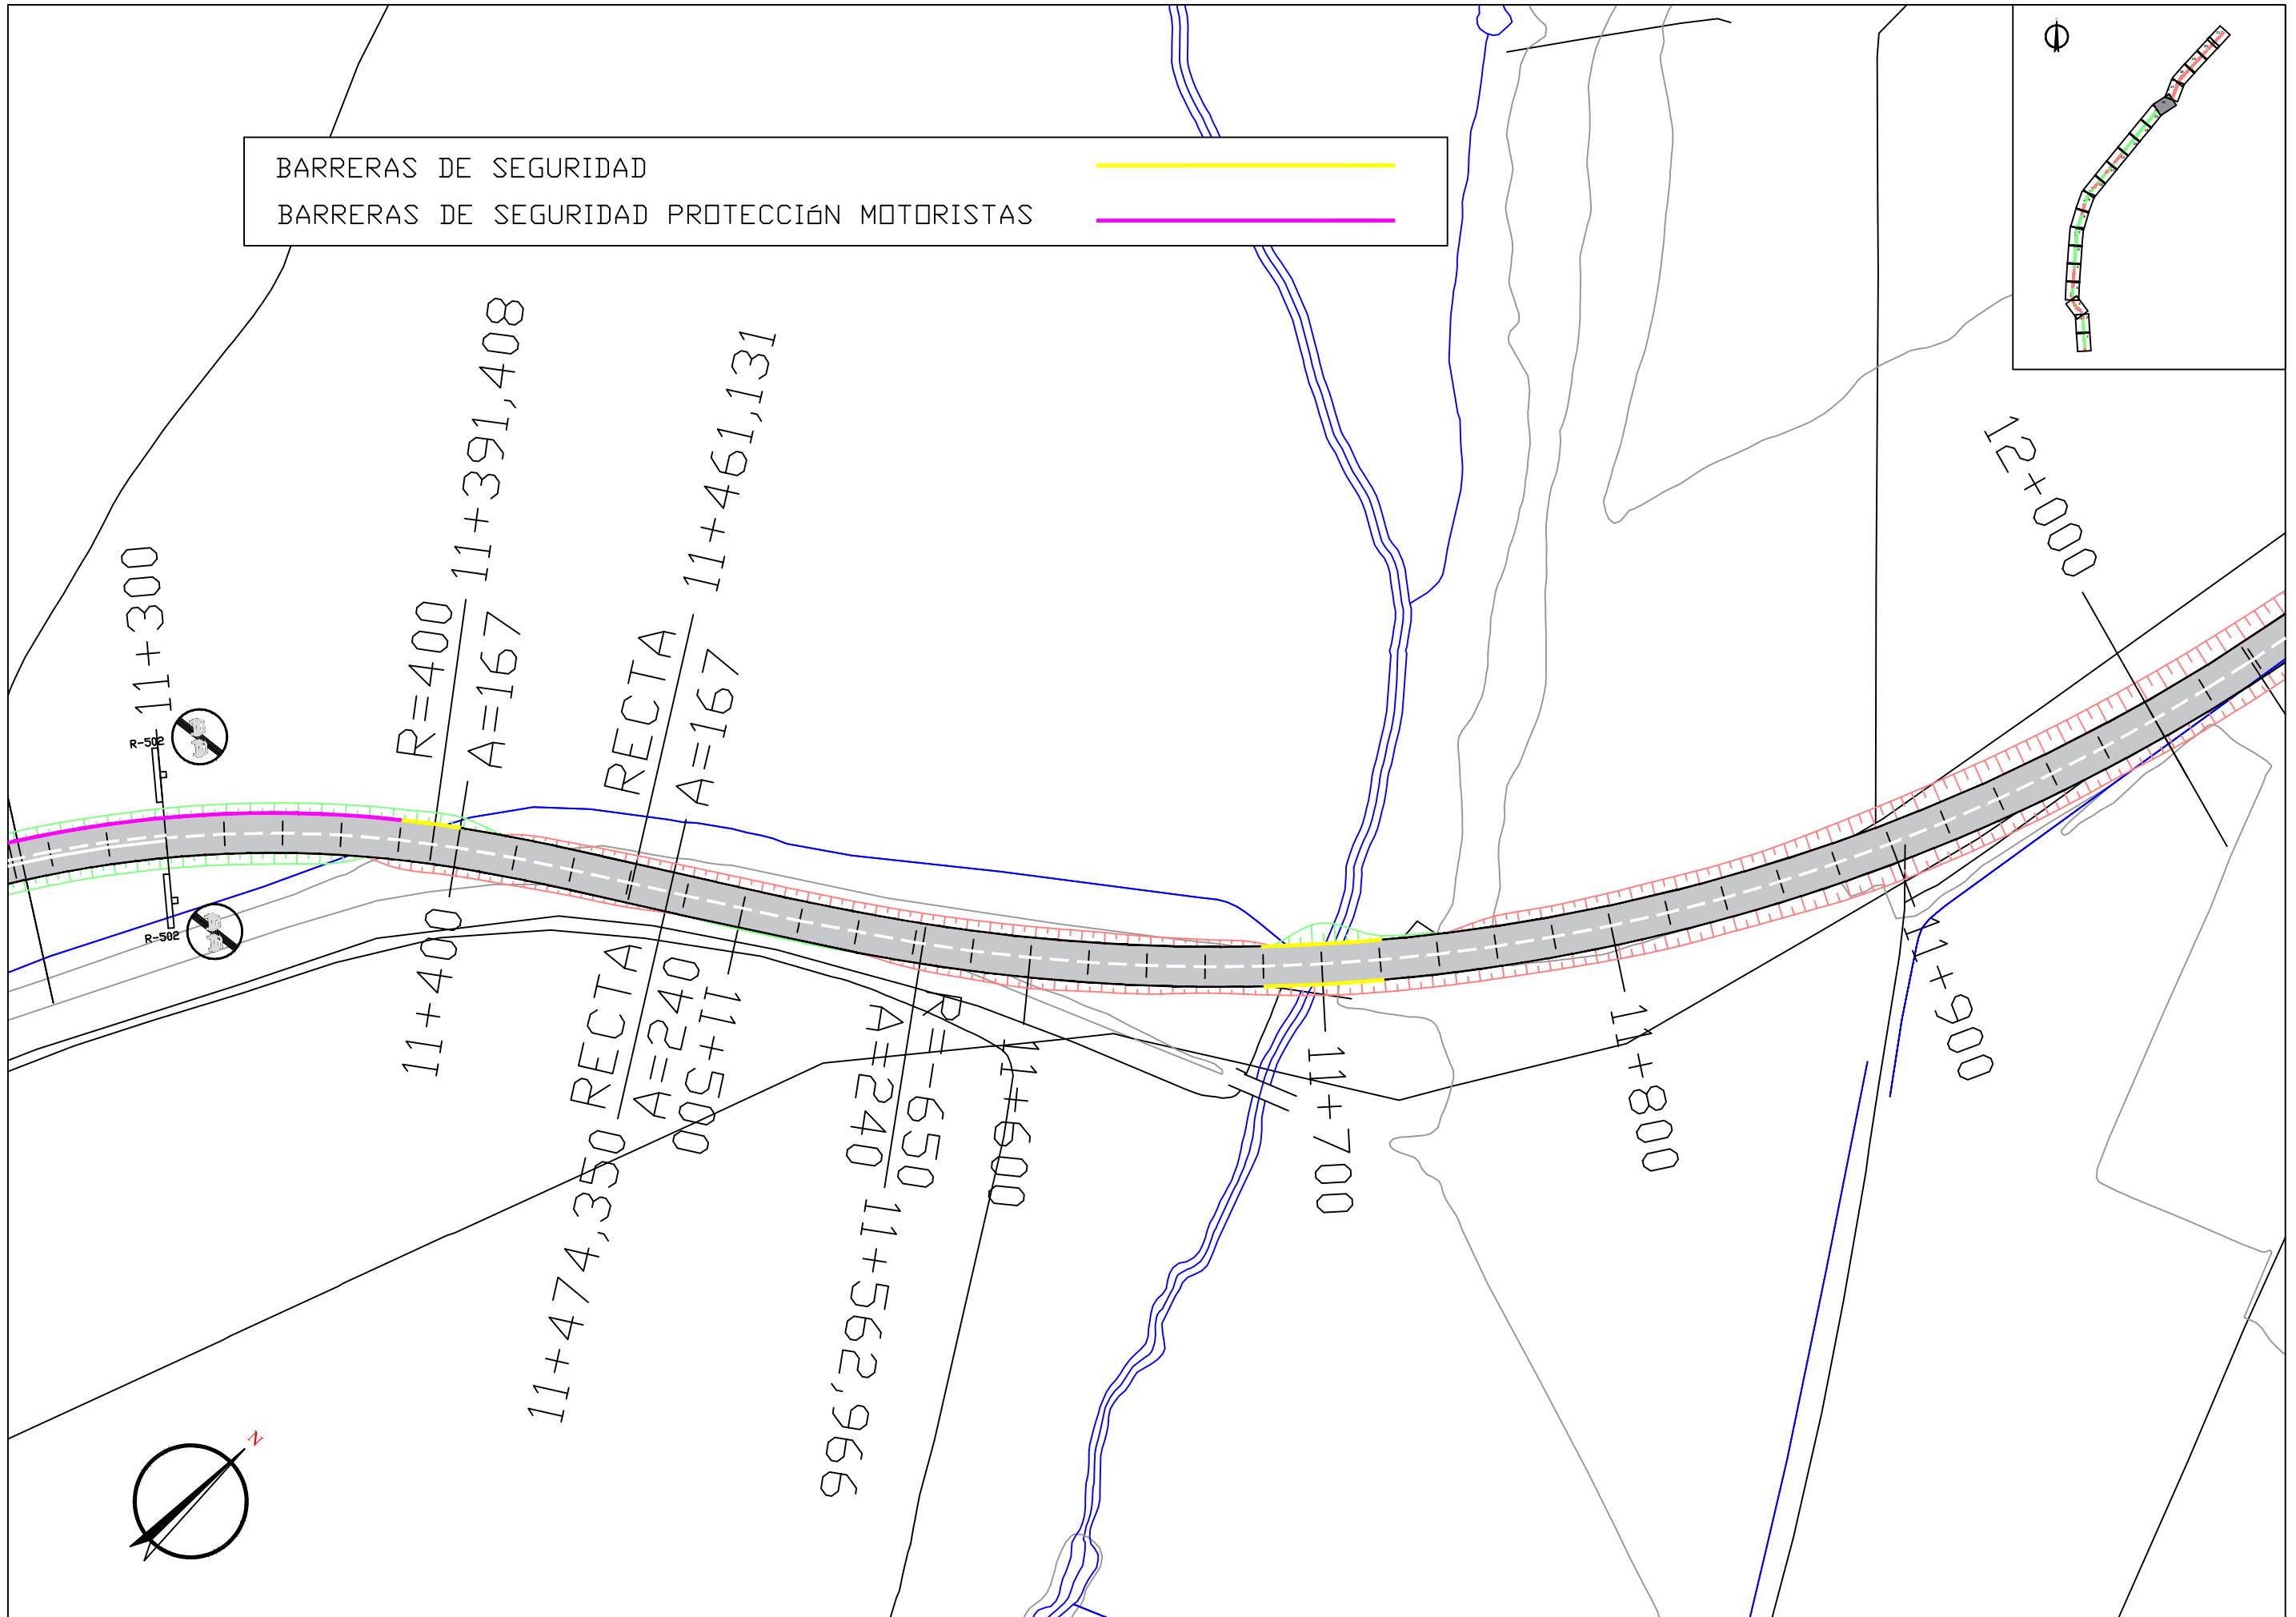 BARRERAS DE SEGURIDAD
BARRERAS DE SEGURIDAD PROTECCIóN MOTORISTAS
11+300
R-502
R-502
R=400
11+391,408
A=167
RECTA
11+461,131
A=167
11+400
11+474,350
RECTA
A=240
11+500
A=240
11+562,966
R=-650
11+600
11+700
11+800
11+900
12+000
N